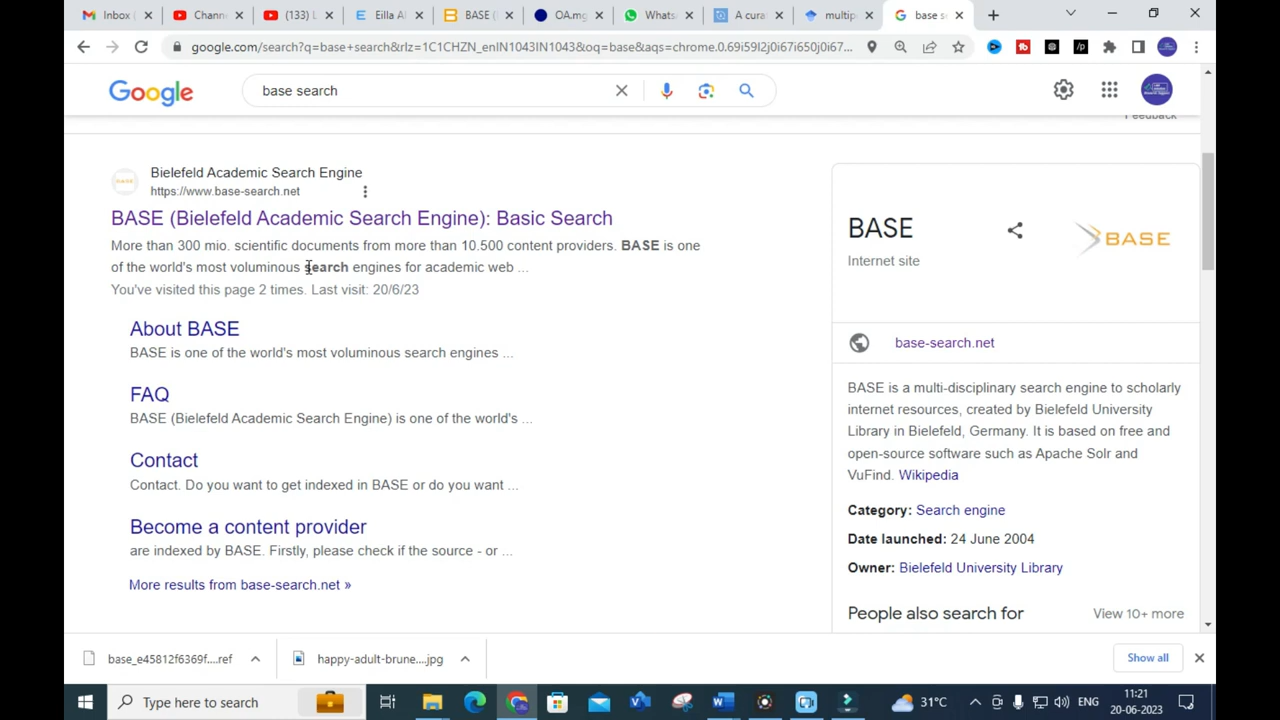 Inbox (
Channe
(133) L
Eilla Al
BASE (
OA.mg
Whats
A cura
multip
base s
google.com/search?q=base+search&rlz=1C1CHZN_enIN1043IN1043&oq=base&aqs=chrome.0.69i59l2j0i67i650j0i67...
Google
base search
Feedback
BASE
Bielefeld Academic Search Engine
https://www.base-search.net
BASE (Bielefeld Academic Search Engine): Basic Search
More than 300 mio. scientific documents from more than 10.500 content providers. BASE is one
of the world's most voluminous search engines for academic web ...
You've visited this page 2 times. Last visit: 20/6/23
About BASE
BASE is one of the world's most voluminous search engines ...
FAQ
BASE (Bielefeld Academic Search Engine) is one of the world's ...
Contact
Contact. Do you want to get indexed in BASE or do you want ...
Become a content provider
are indexed by BASE. Firstly, please check if the source - or ...
More results from base-search.net »
BASE
Internet site
BASE
base-search.net
BASE is a multi-disciplinary search engine to scholarly
internet resources, created by Bielefeld University
Library in Bielefeld, Germany. It is based on free and
open-source software such as Apache Solr and
VuFind. Wikipedia
Category: Search engine
Date launched: 24 June 2004
Owner: Bielefeld University Library
People also search for
View 10+ more
base_e45812f6369f....ref
happy-adult-brune....jpg
Show all
Type here to search
31°C
ENG
11:21
20-06-2023